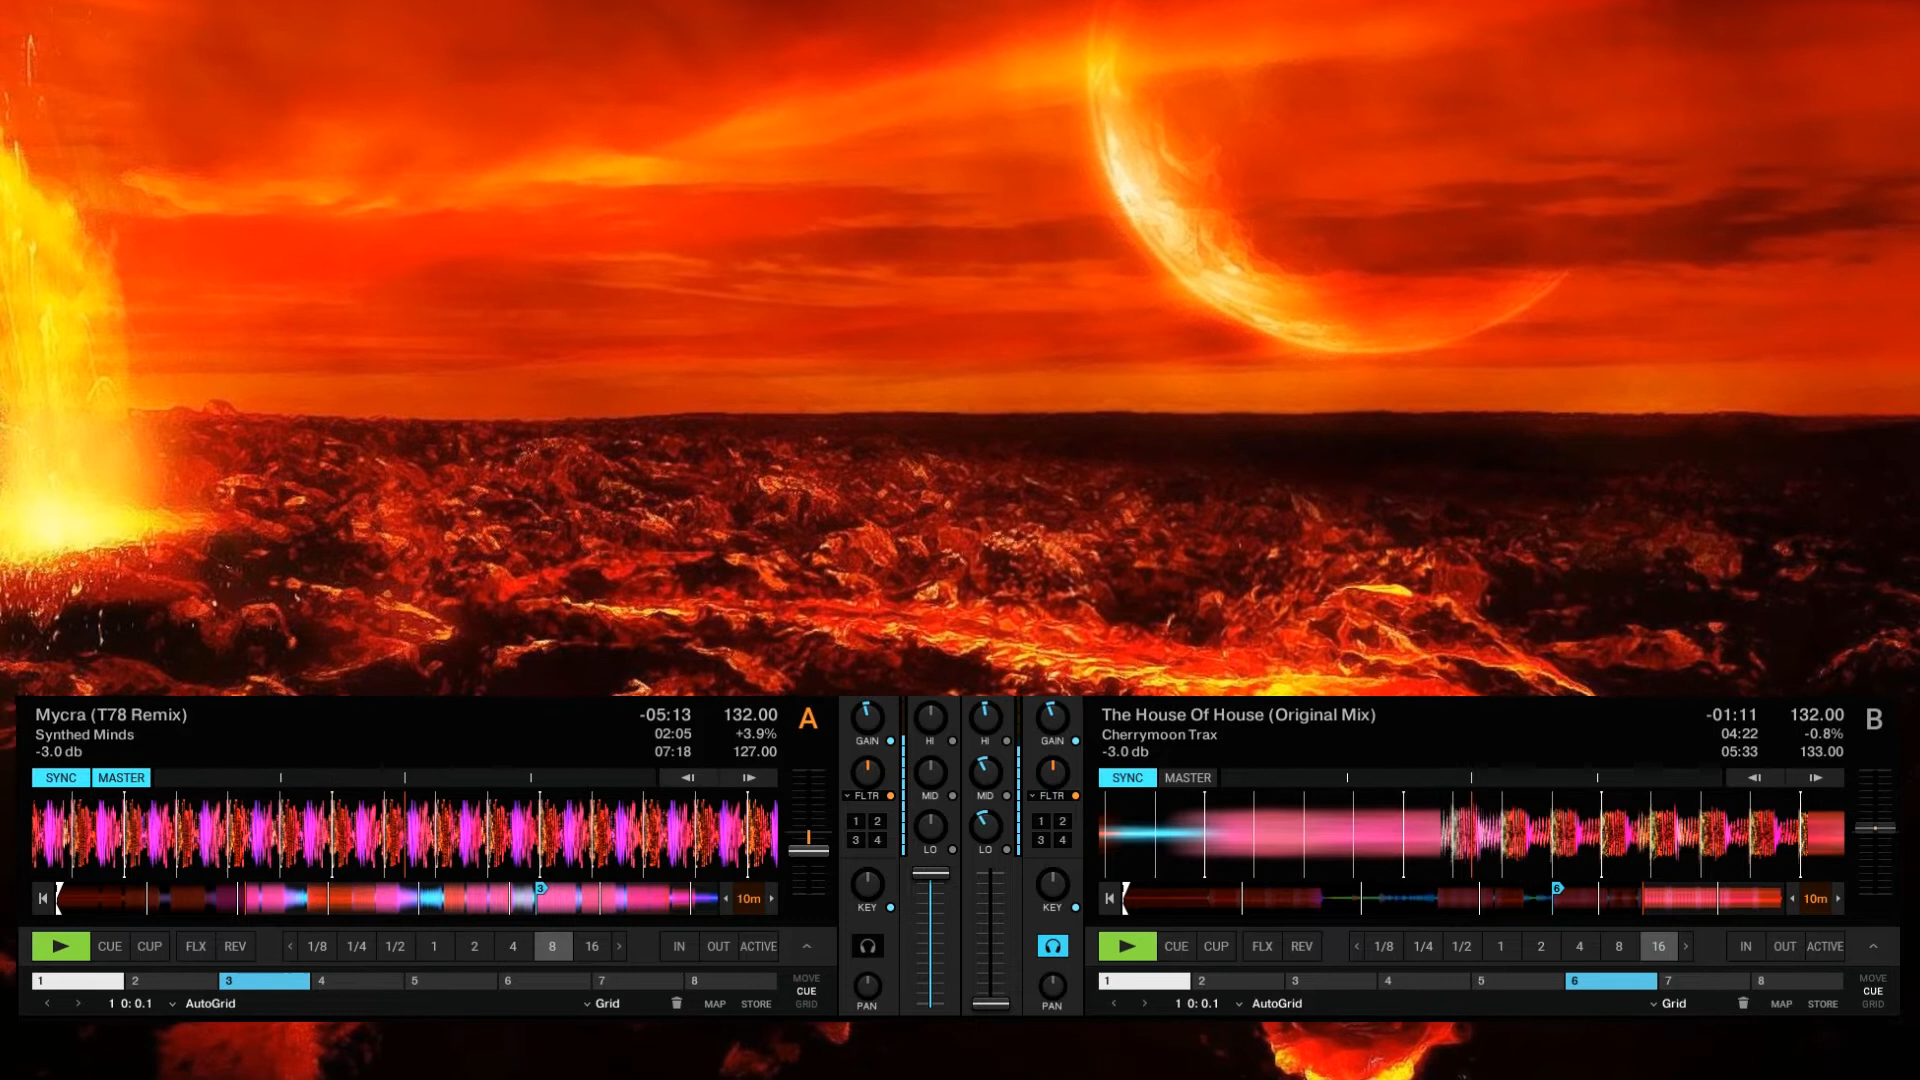 Mycra (T78 Remix) -05:13 132.00 A
Synthed Minds 02:05 +3.9%
-3.0 db 07:18 127.00
SYNC MASTER
3
10m
CUE CUP FLX REV 1/8 1/4 1/2 1 2 4 8 16 IN OUT ACTIVE
1 2 3 4 5 6 7 8
MOVE
CUE
GRID
1 0: 0.1 AutoGrid Grid MAP STORE
GAIN HI HI GAIN
FLTR MID MID FLTR
1 2 1 2
3 4 3 4
LO LO
KEY KEY
PAN PAN
The House Of House (Original Mix) -01:11 132.00 B
Cherrymoon Trax 04:22 -0.8%
-3.0 db 05:33 133.00
SYNC MASTER
6
10m
CUE CUP FLX REV 1/8 1/4 1/2 1 2 4 8 16 IN OUT ACTIVE
1 2 3 4 5 6 7 8
MOVE
CUE
GRID
1 0: 0.1 AutoGrid Grid MAP STORE